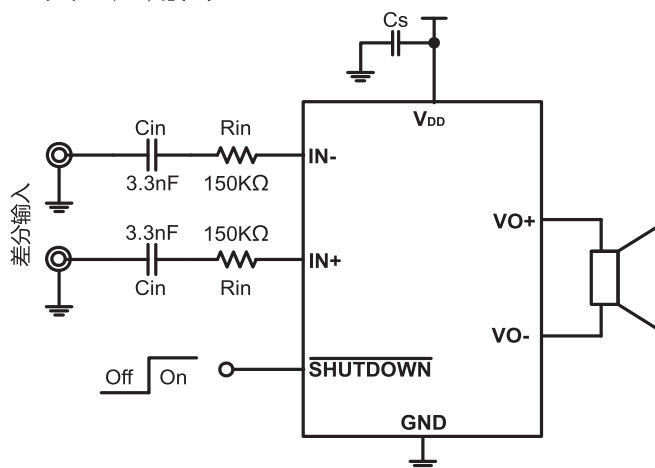 Cs
VDD
Cin
Rin
IN-
3.3nF
150KΩ
差分输入
VO+
3.3nF
150KΩ
IN+
Cin
Rin
VO-
Off
On
SHUTDOWN
GND